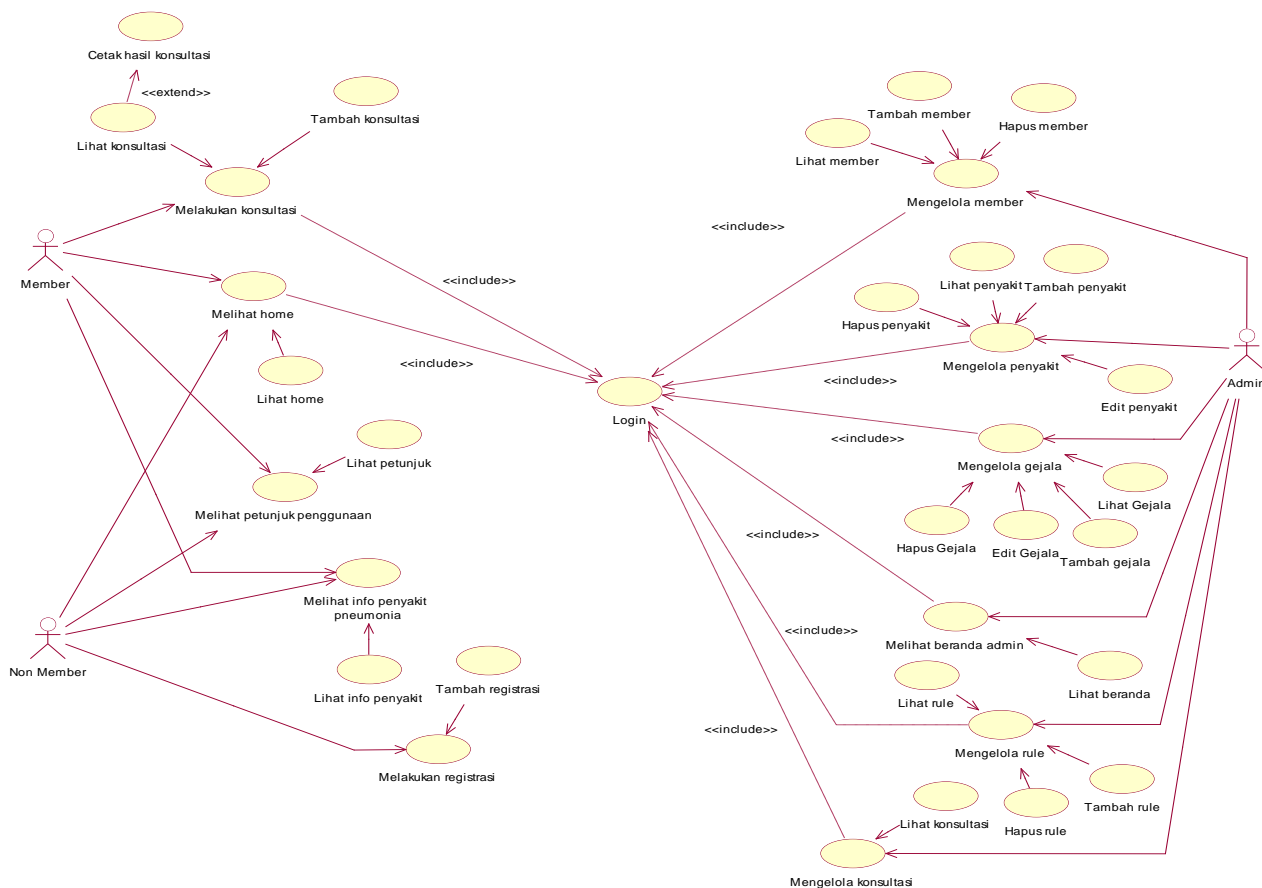 Cetak hasil konsultasi
<<extend>>
Lihat konsultasi
Tambah konsultasi
Melakukan konsultasi
Member
<<include>>
Melihat home
<<include>>
Lihat home
Lihat petunjuk
Melihat petunjuk penggunaan
Melihat info penyakit
pneumonia
Non Member
Lihat info penyakit
Tambah registrasi
Melakukan registrasi
Login
Tambah member
Hapus member
Lihat member
Mengelola member
<<include>>
Lihat penyakit
Tambah penyakit
Hapus penyakit
Mengelola penyakit
<<include>>
Edit penyakit
Admin
<<include>>
Mengelola gejala
Lihat Gejala
Hapus Gejala
Edit Gejala
Tambah gejala
<<include>>
Melihat beranda admin
Lihat beranda
<<include>>
Lihat rule
Mengelola rule
Tambah rule
Hapus rule
<<include>>
Lihat konsultasi
Mengelola konsultasi